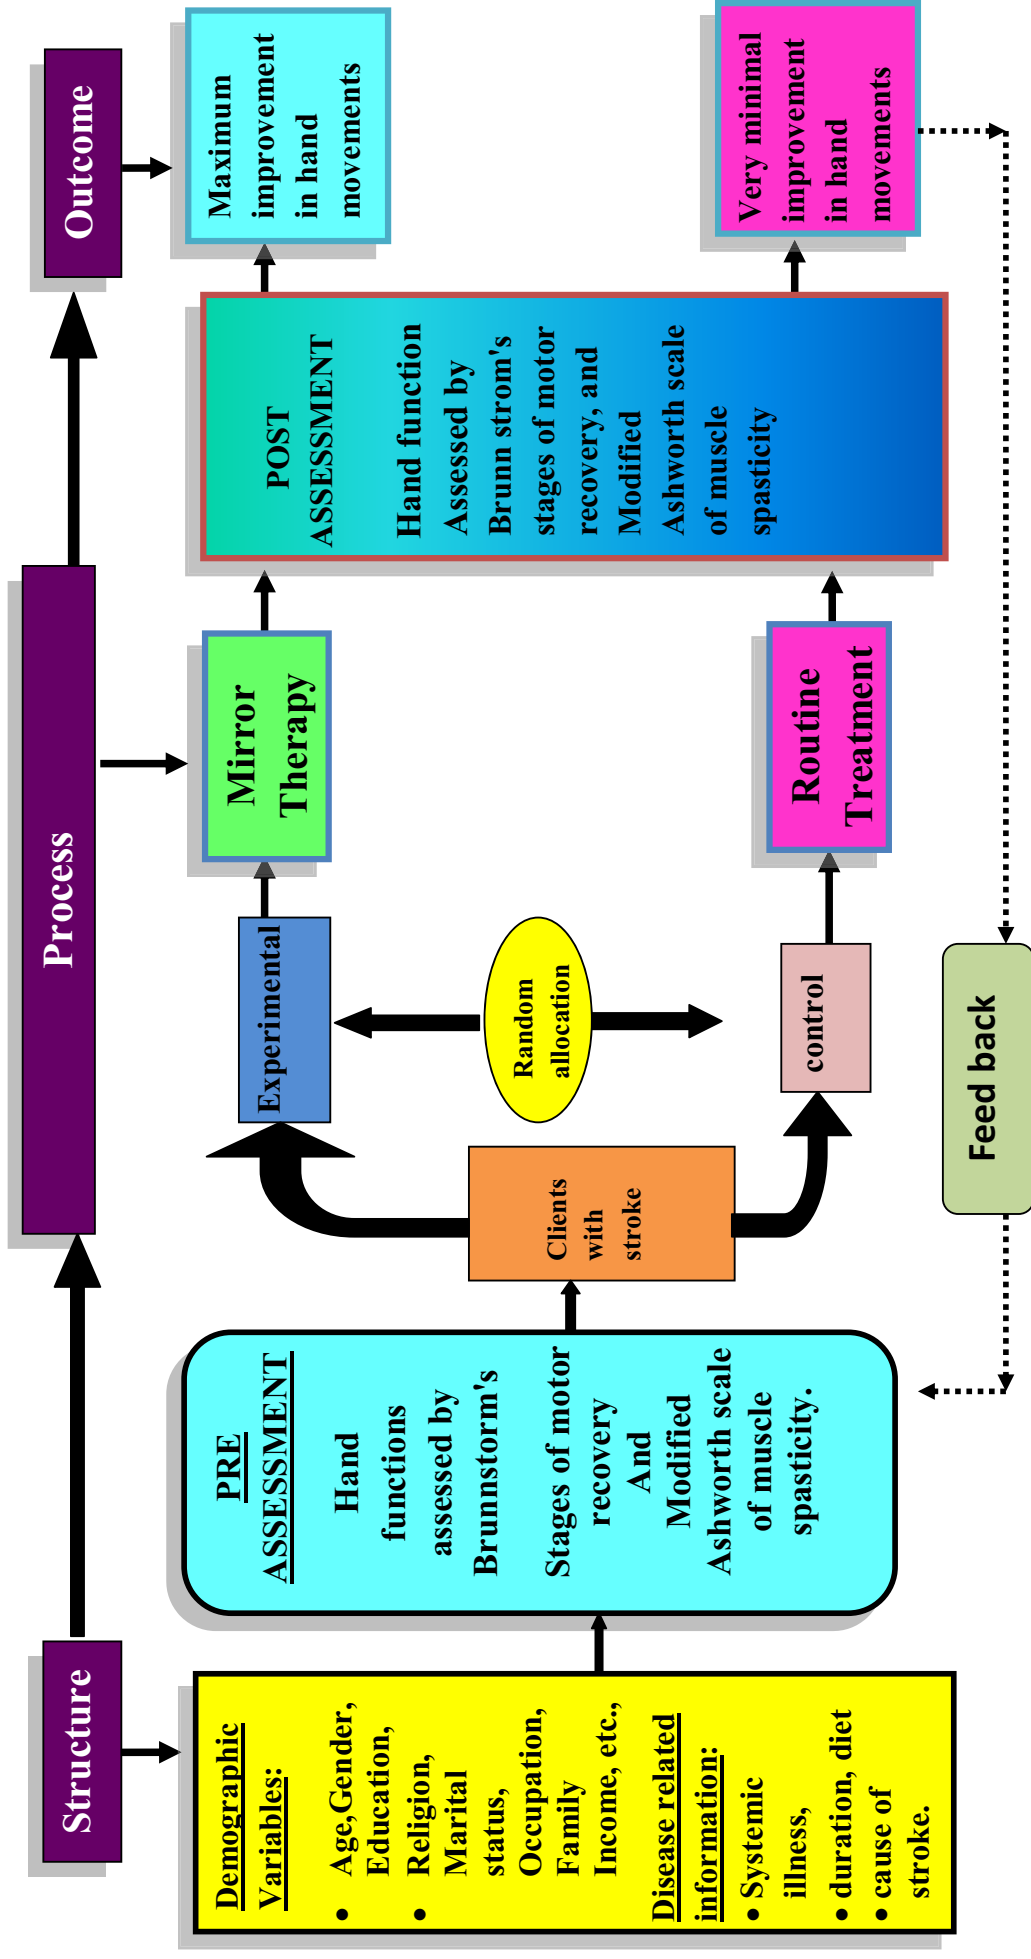 Structure
Process
Outcome
Demographic
Variables:
• Age,Gender,
Education,
• Religion,
Marital
status,
Occupation,
Family
Income, etc.,
Disease related
information:
• Systemic
illness,
• duration, diet
• cause of
stroke.
PRE
ASSESSMENT
Hand
functions
assessed by
Brunnstorm's
Stages of motor
recovery
And
Modified
Ashworth scale
of muscle
spasticity.
Clients
with
stroke
Random
allocation
Experimental
control
Mirror
Therapy
Routine
Treatment
POST
ASSESSMENT
Hand function
Assessed by
Brunn strom's
stages of motor
recovery, and
Modified
Ashworth scale
of muscle
spasticity
Maximum
improvement
in hand
movements
Very minimal
improvement
in hand
movements
Feed back